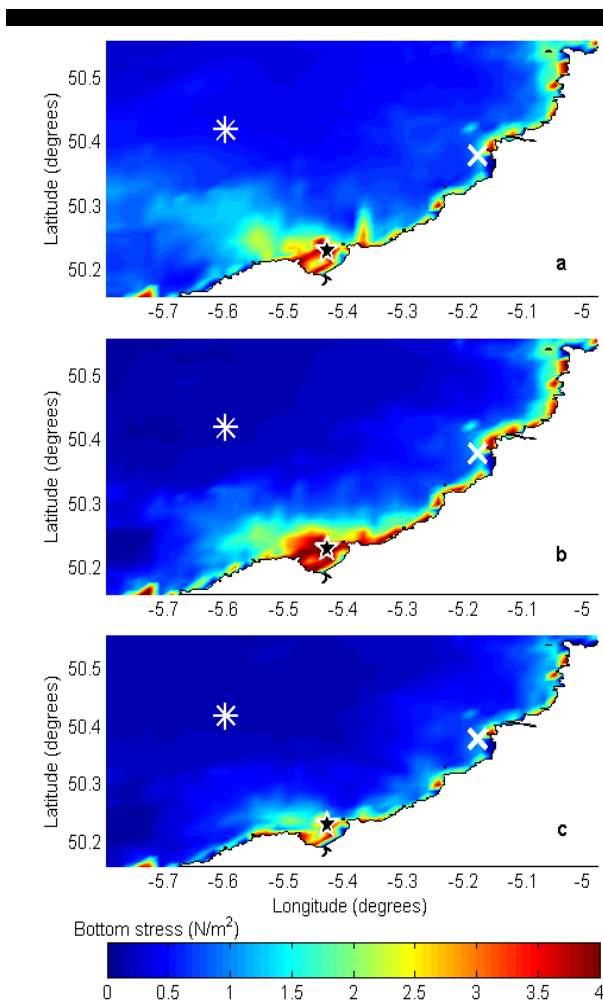 Latitude (degrees)
50.5
50.4
50.3
50.2
a
-5.7 -5.6 -5.5 -5.4 -5.3 -5.2 -5.1 -5
Latitude (degrees)
50.5
50.4
50.3
50.2
b
-5.7 -5.6 -5.5 -5.4 -5.3 -5.2 -5.1 -5
Latitude (degrees)
50.5
50.4
50.3
50.2
c
-5.7 -5.6 -5.5 -5.4 -5.3 -5.2 -5.1 -5
Longitude (degrees)
Bottom stress (N/m²)
0 0.5 1 1.5 2 2.5 3 3.5 4